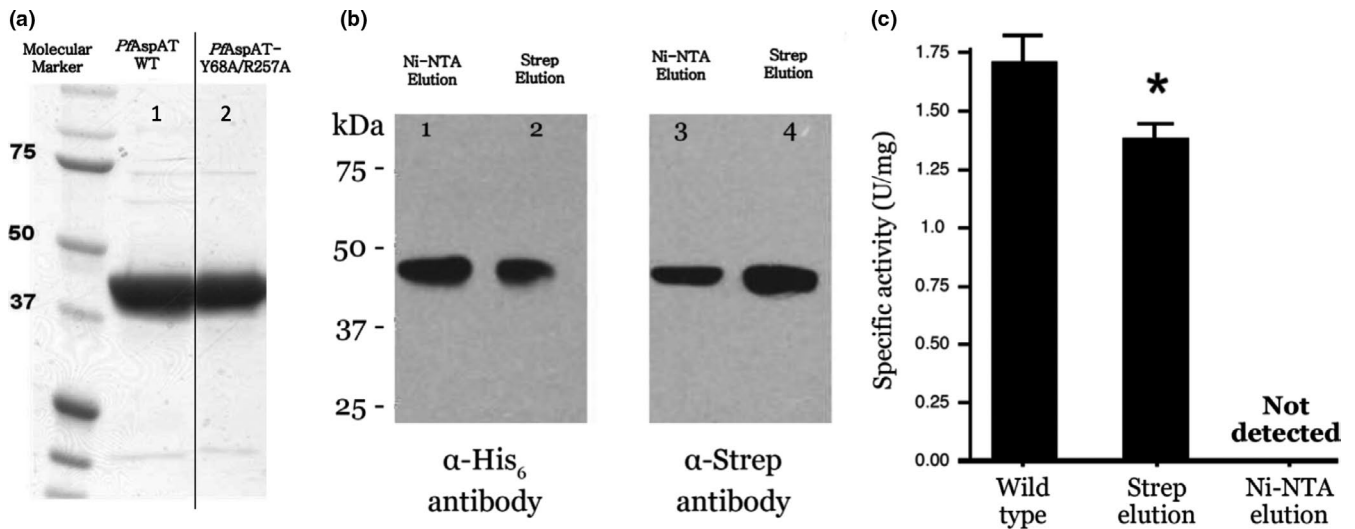 (a)
Molecular
Marker
PfAspAT
WT
PfAspAT-
Y68A/R257A
1
2
75
50
37
(b)
Ni-NTA
Elution
Strep
Elution
Ni-NTA
Elution
Strep
Elution
kDa
1
2
3
4
75 -
50 -
37 -
25 -
α-His6
antibody
α-Strep
antibody
(c)
Specific activity (U/mg)
1.75
1.50
1.25
1.0
0.75
0.50
0.25
0.00
*
Not
detected
Wild
type
Strep
elution
Ni-NTA
elution